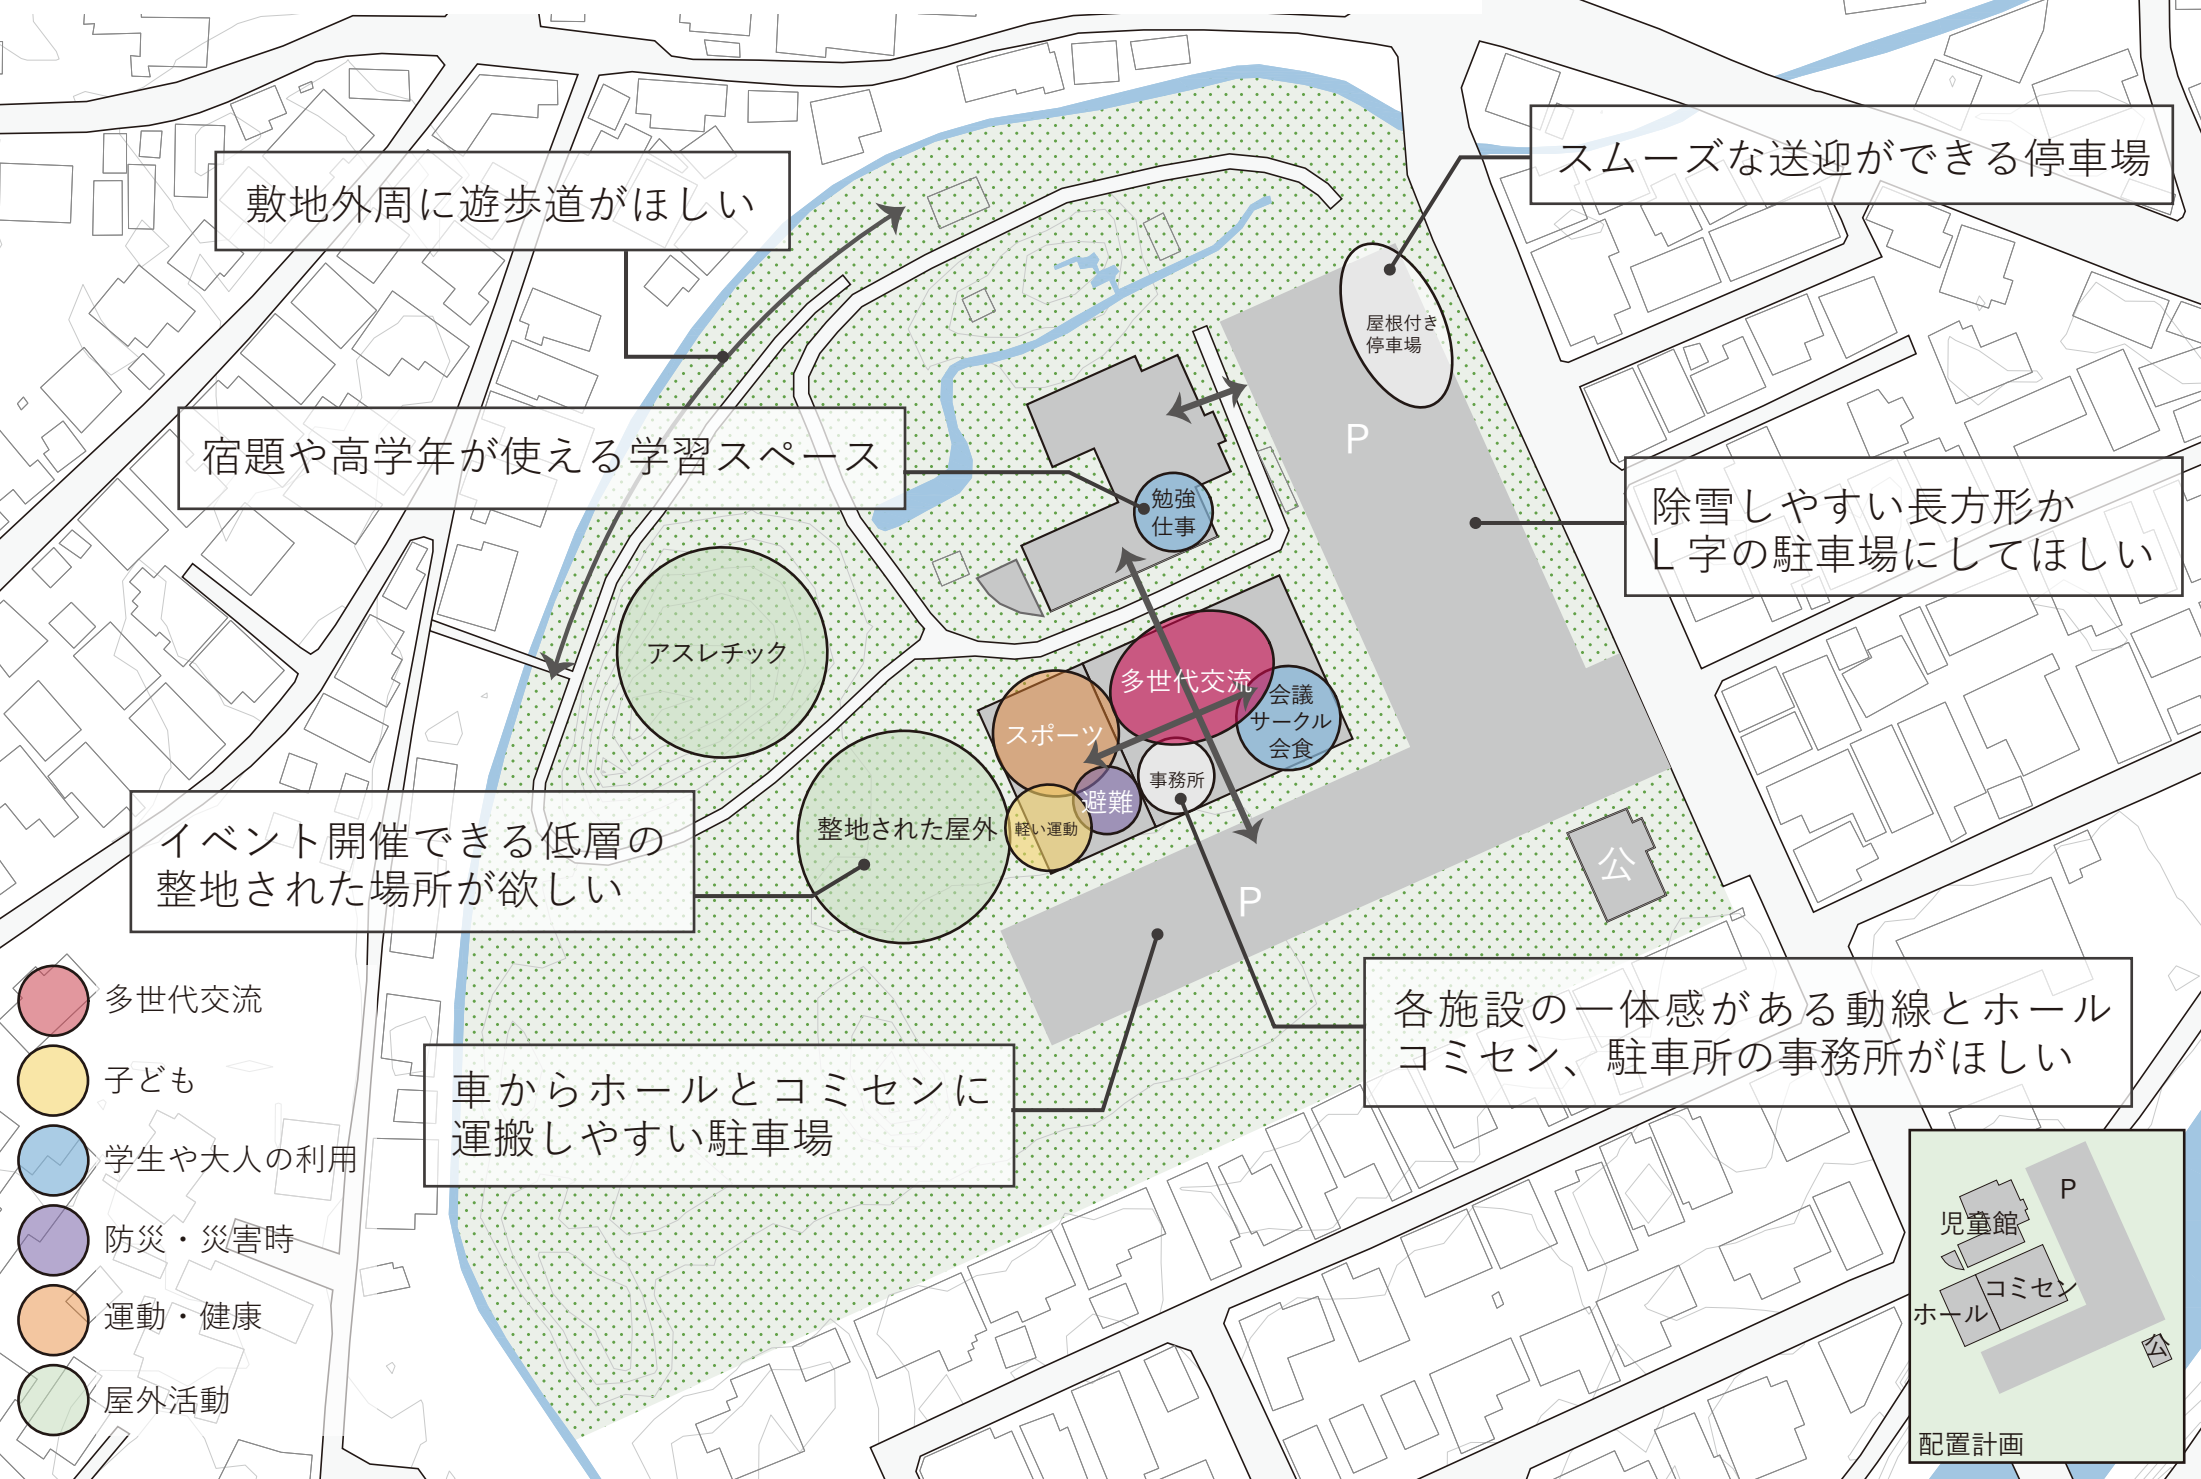 敷地外周に遊歩道がほしい
スムーズな送迎ができる停車場
屋根付き
停車場
P
宿題や高学年が使える学習スペース
勉強
仕事
除雪しやすい長方形か
L字の駐車場にしてほしい
アスレチック
多世代交流
会議
サークル
会食
スポーツ
事務所
避難
軽い運動
整地された屋外
イベント開催できる低層の
整地された場所が欲しい
P
公
各施設の一体感がある動線とホール
コミセン、駐車所の事務所がほしい
車からホールとコミセンに
運搬しやすい駐車場
多世代交流
子ども
学生や大人の利用
防災・災害時
運動・健康
屋外活動
P
児童館
コミセン
ホール
公
配置計画